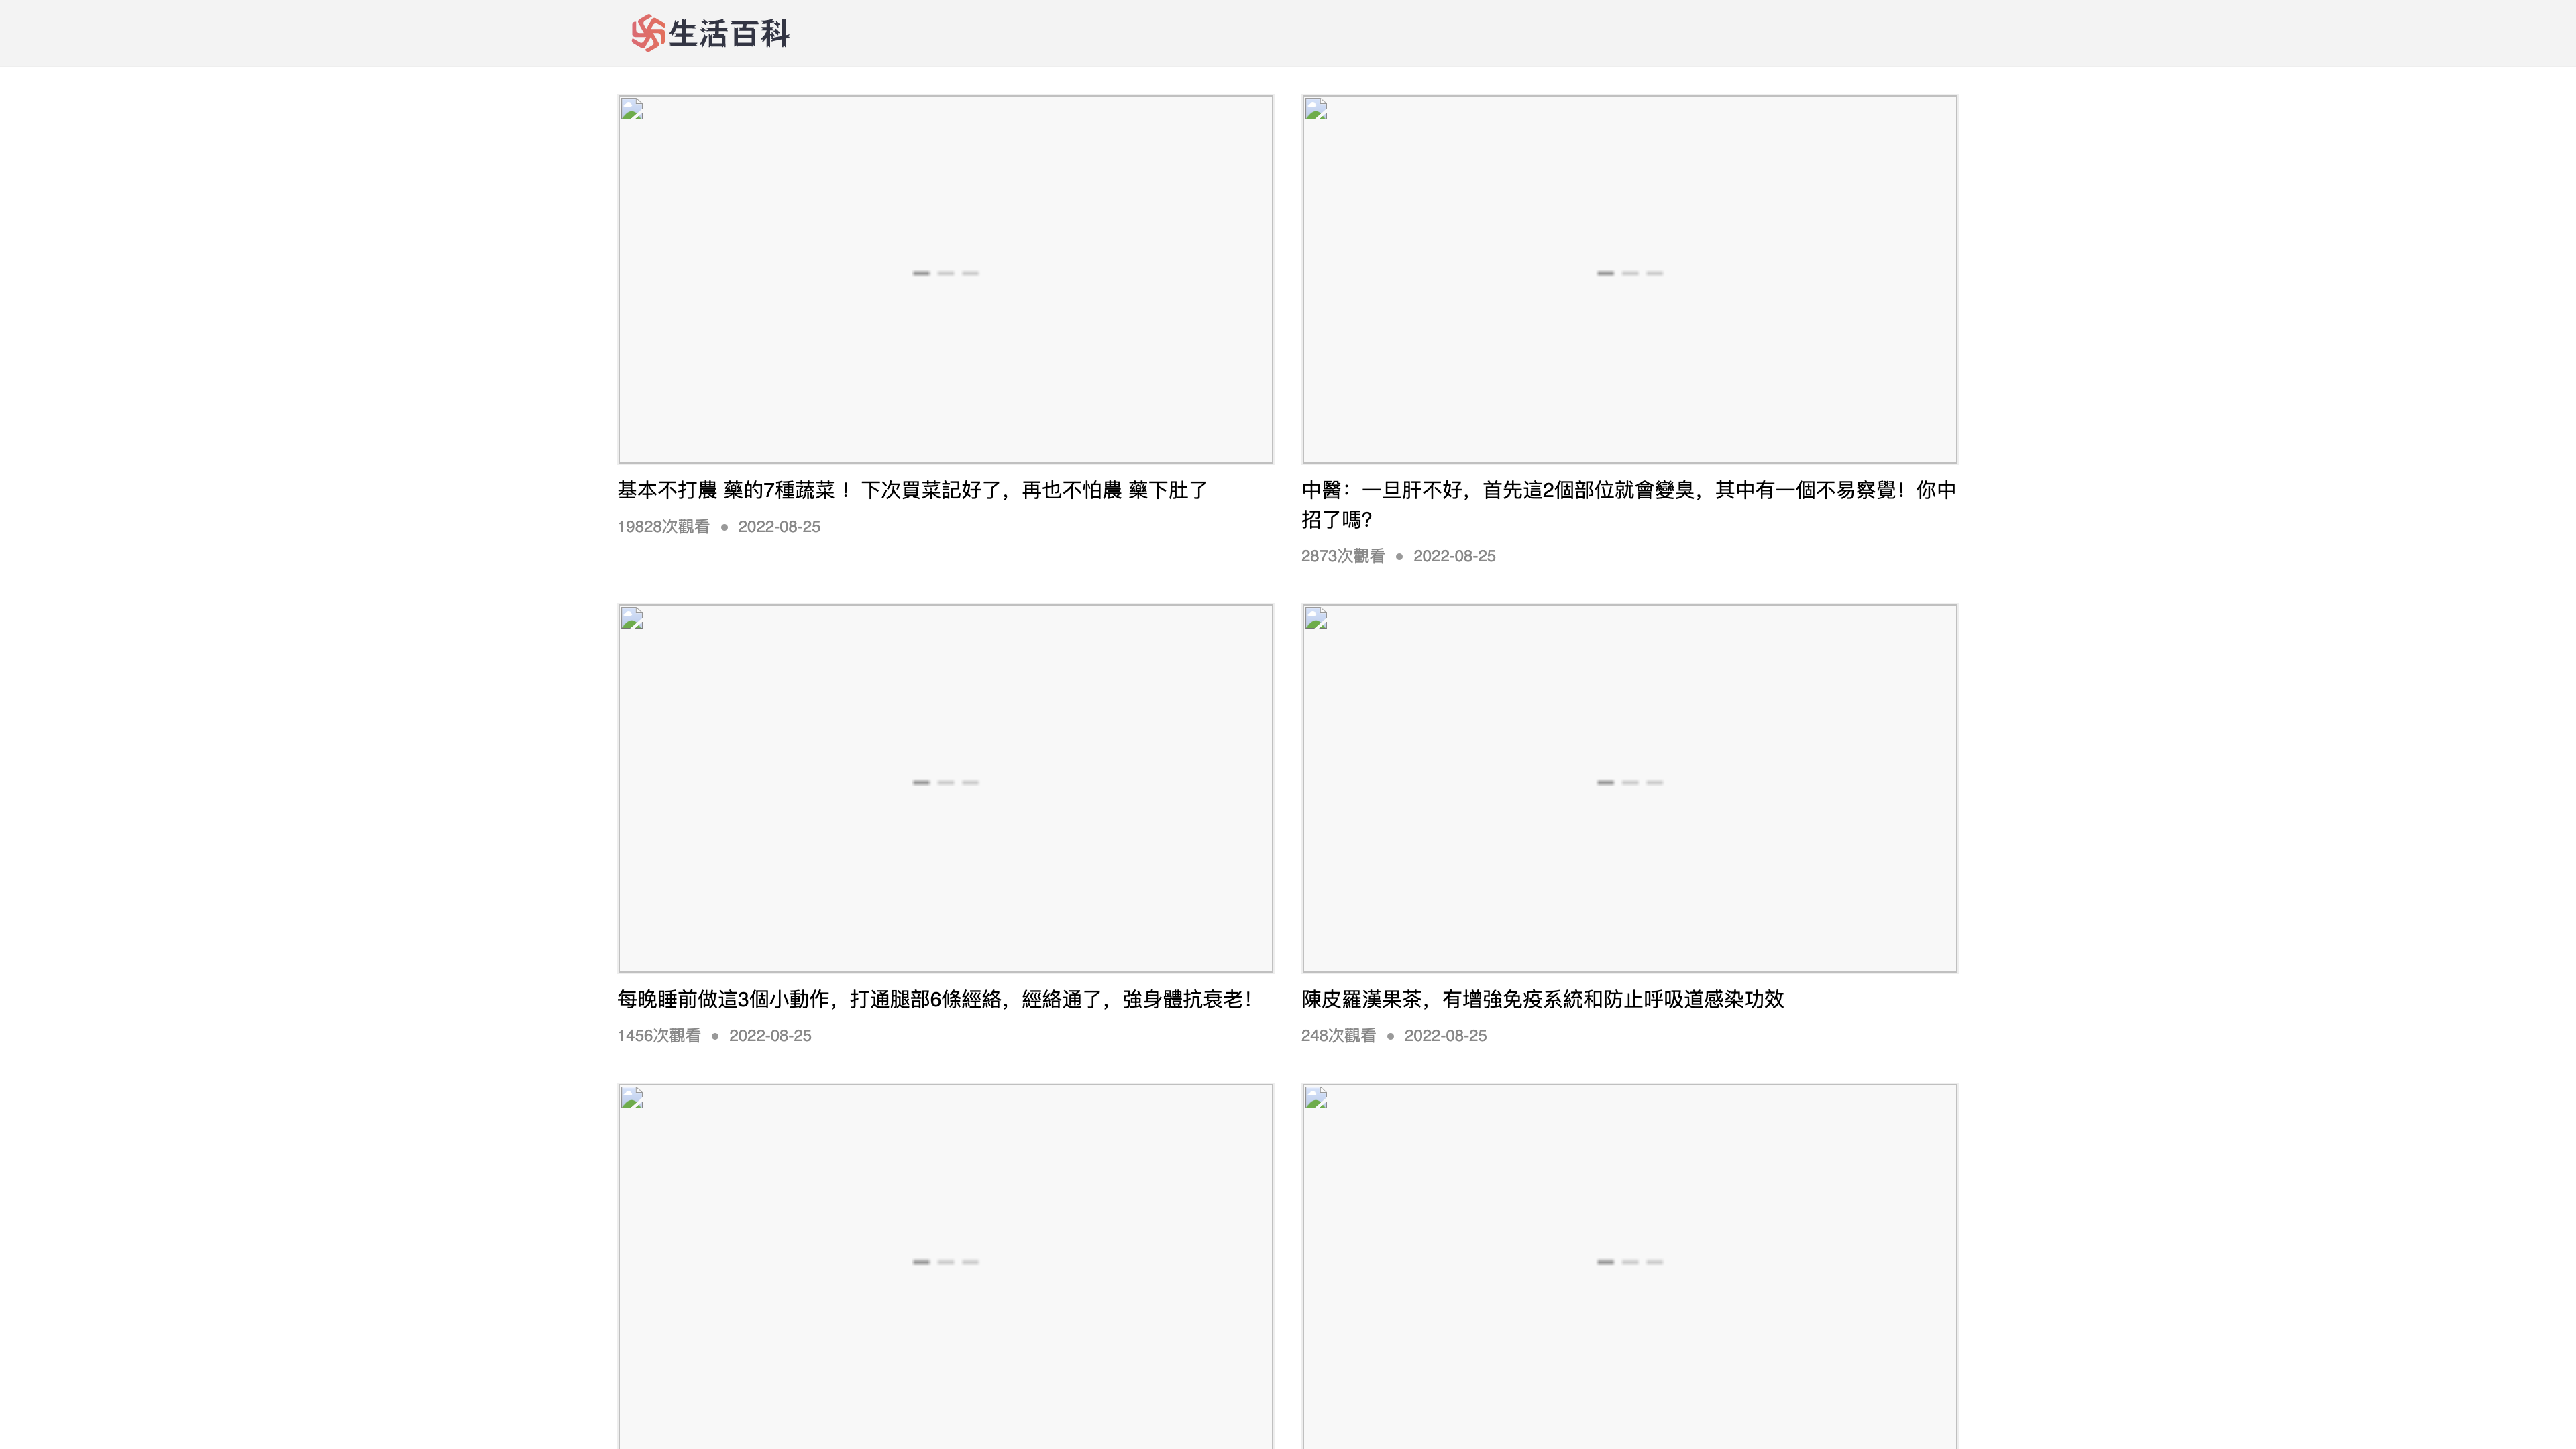 生活百科
基本不打農 藥的7種蔬菜 ！下次買菜記好了，再也不怕農 藥下肚了
19828次觀看 ● 2022-08-25
中醫：一旦肝不好，首先這2個部位就會變臭，其中有一個不易察覺！你中
招了嗎？
2873次觀看 ● 2022-08-25
每晚睡前做這3個小動作，打通腿部6條經絡，經絡通了，強身體抗衰老！
1456次觀看 ● 2022-08-25
陳皮羅漢果茶，有增強免疫系統和防止呼吸道感染功效
248次觀看 ● 2022-08-25